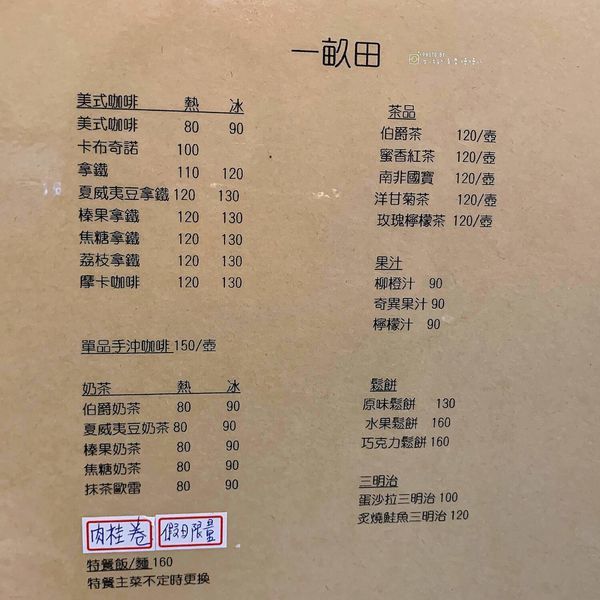 一畝田
PHOTO BY
美式咖啡 熱 冰
美式咖啡 80 90
卡布奇諾 100
拿鐵 110 120
夏威夷豆拿鐵 120 130
榛果拿鐵 120 130
焦糖拿鐵 120 130
荔枝拿鐵 120 130
摩卡咖啡 120 130
單品手沖咖啡 150/壺
奶茶 熱 冰
伯爵奶茶 80 90
夏威夷豆奶茶 80 90
榛果奶茶 80 90
焦糖奶茶 80 90
抹茶歐雷 80 90
肉桂卷 假日限量
特餐飯/麵 160
特餐主菜不定時更換
茶品
伯爵茶 120/壺
蜜香紅茶 120/壺
南非國寶 120/壺
洋甘菊茶 120/壺
玫瑰檸檬茶 120/壺
果汁
柳橙汁 90
奇異果汁 90
檸檬汁 90
鬆餅
原味鬆餅 130
水果鬆餅 160
巧克力鬆餅 160
三明治
蛋沙拉三明治 100
炙燒鮭魚三明治 120